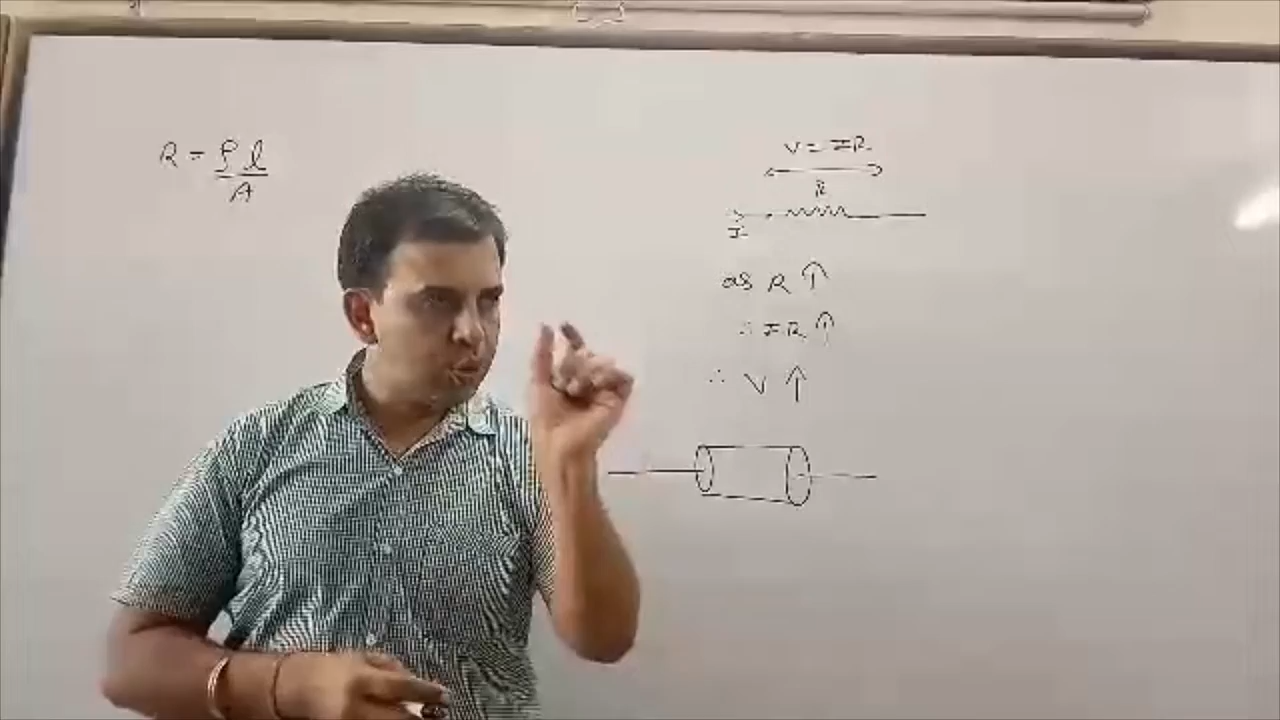 R = ρl
A
V = IR
R
I
as R ↑
∴ IR ↑
∴ V ↑